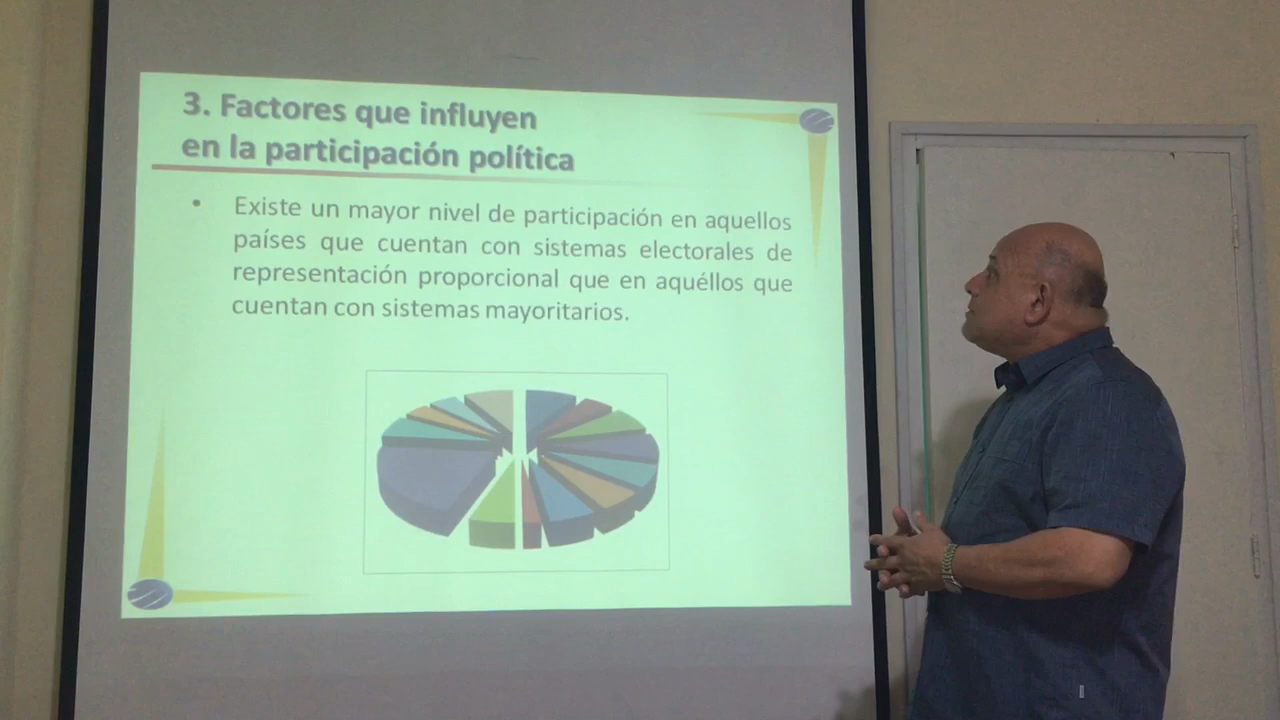 3. Factores que influyen
en la participación política
• Existe un mayor nivel de participación en aquellos
países que cuentan con sistemas electorales de
representación proporcional que en aquéllos que
cuentan con sistemas mayoritarios.